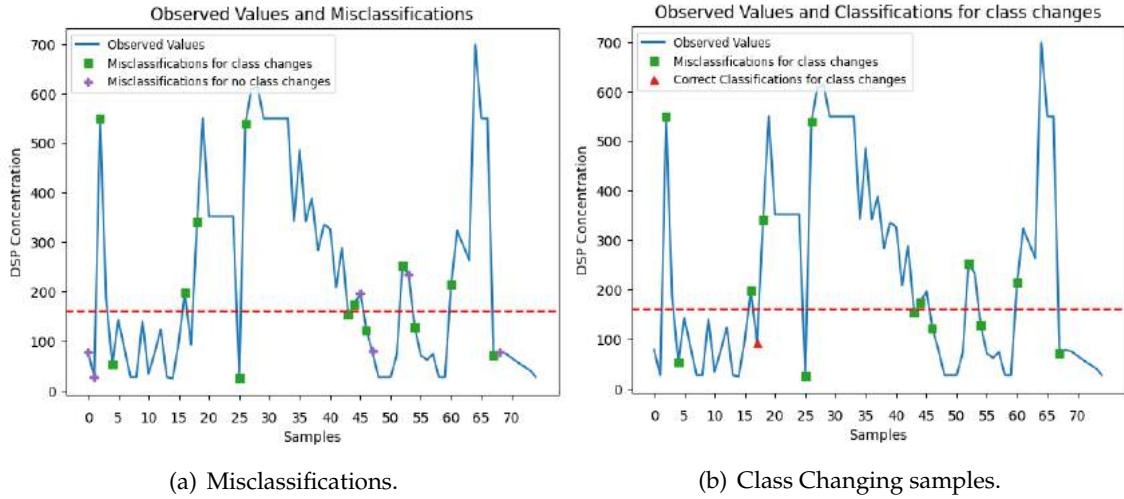 Observed Values and Misclassifications
Observed Values
Misclassifications for class changes
Misclassifications for no class changes
700
600
500
400
300
200
100
0
DSP Concentration
0 5 10 15 20 25 30 35 40 45 50 55 60 65 70
Samples
(a) Misclassifications.
Observed Values and Classifications for class changes
Observed Values
Misclassifications for class changes
Correct Classifications for class changes
700
600
500
400
300
200
100
0
DSP Concentration
0 5 10 15 20 25 30 35 40 45 50 55 60 65 70
Samples
(b) Class Changing samples.